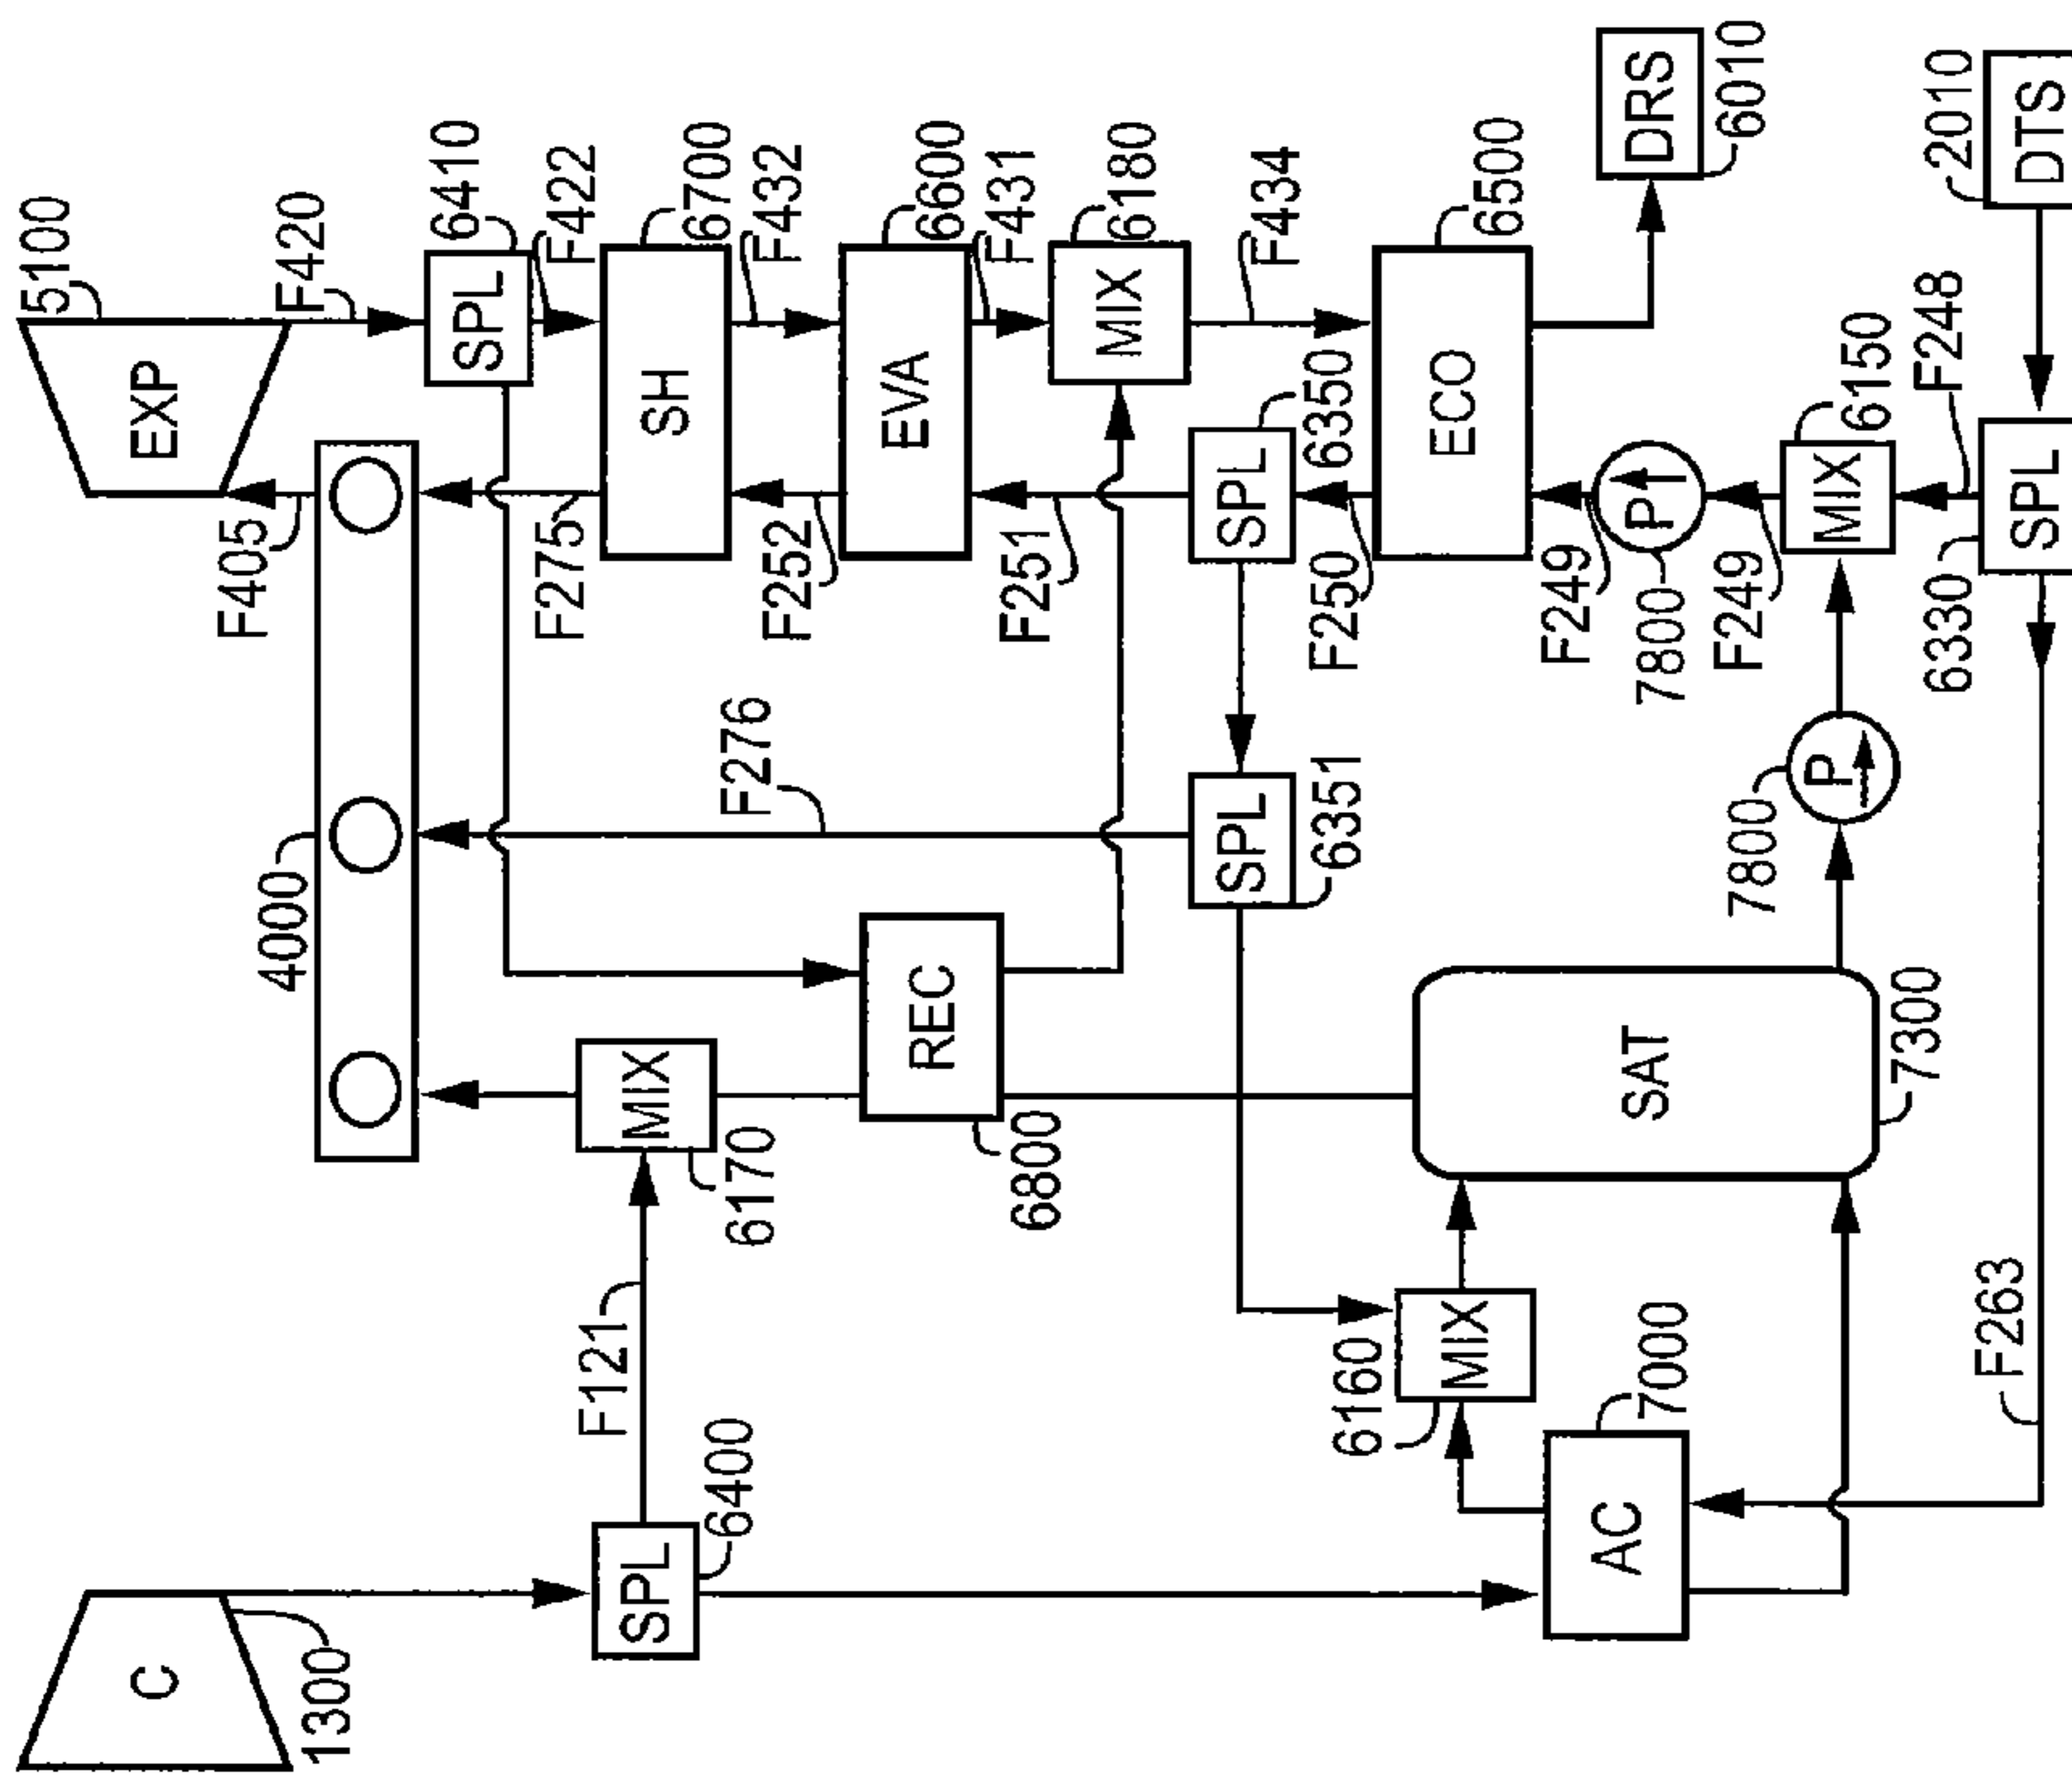 C
1300
SPL
6400
F121
MIX
6170
4000
F405
EXP
5100
F420
SPL
6410
F422
F275
SH
6700
F432
F252
EVA
6600
F431
F251
MIX
6180
F434
F276
REC
6800
SPL
6350
SPL
6351
F250
ECO
6500
DRS
6010
F249
P
7800
F249
MIX
6150
F248
DTS
2010
SPL
6330
P
7800
SAT
7300
MIX
6160
AC
7000
F263